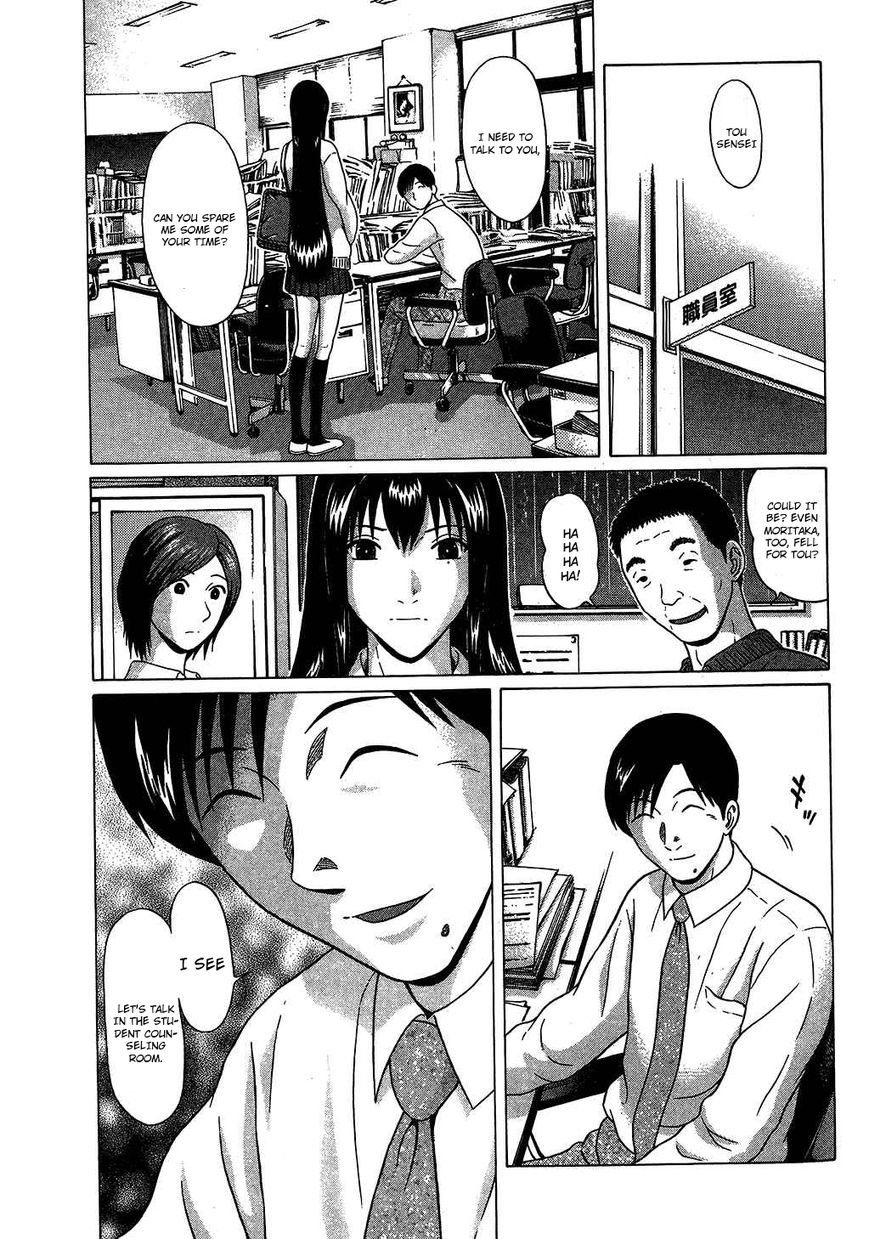 TOU
SENSEI
職員室
I NEED TO
TALK TO YOU,
CAN YOU SPARE
ME SOME OF
YOUR TIME?
COULD IT
BE? EVEN
MORITAKA,
TOO, FELL
FOR TOU?
HA
HA
HA
HA!
I SEE
LET'S TALK
IN THE STU-
DENT COUN-
SELING
ROOM.